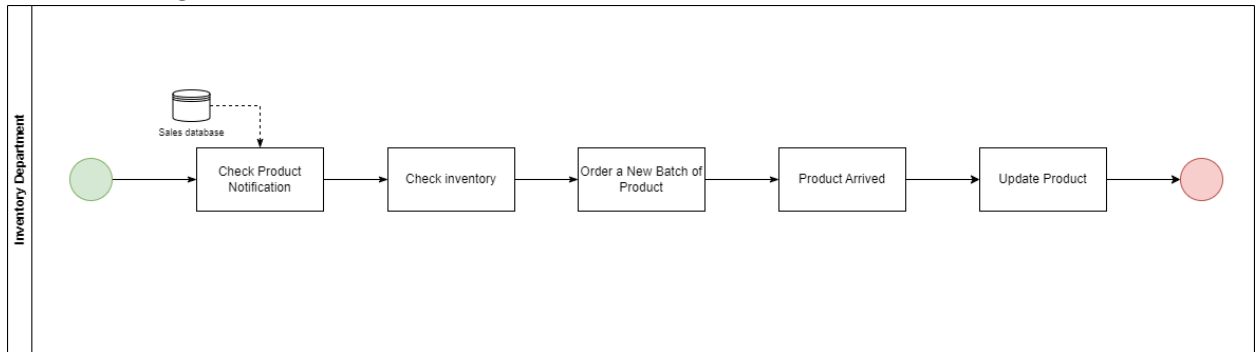 Inventory Department
Sales database
Check Product
Notification
Check inventory
Order a New Batch of
Product
Product Arrived
Update Product